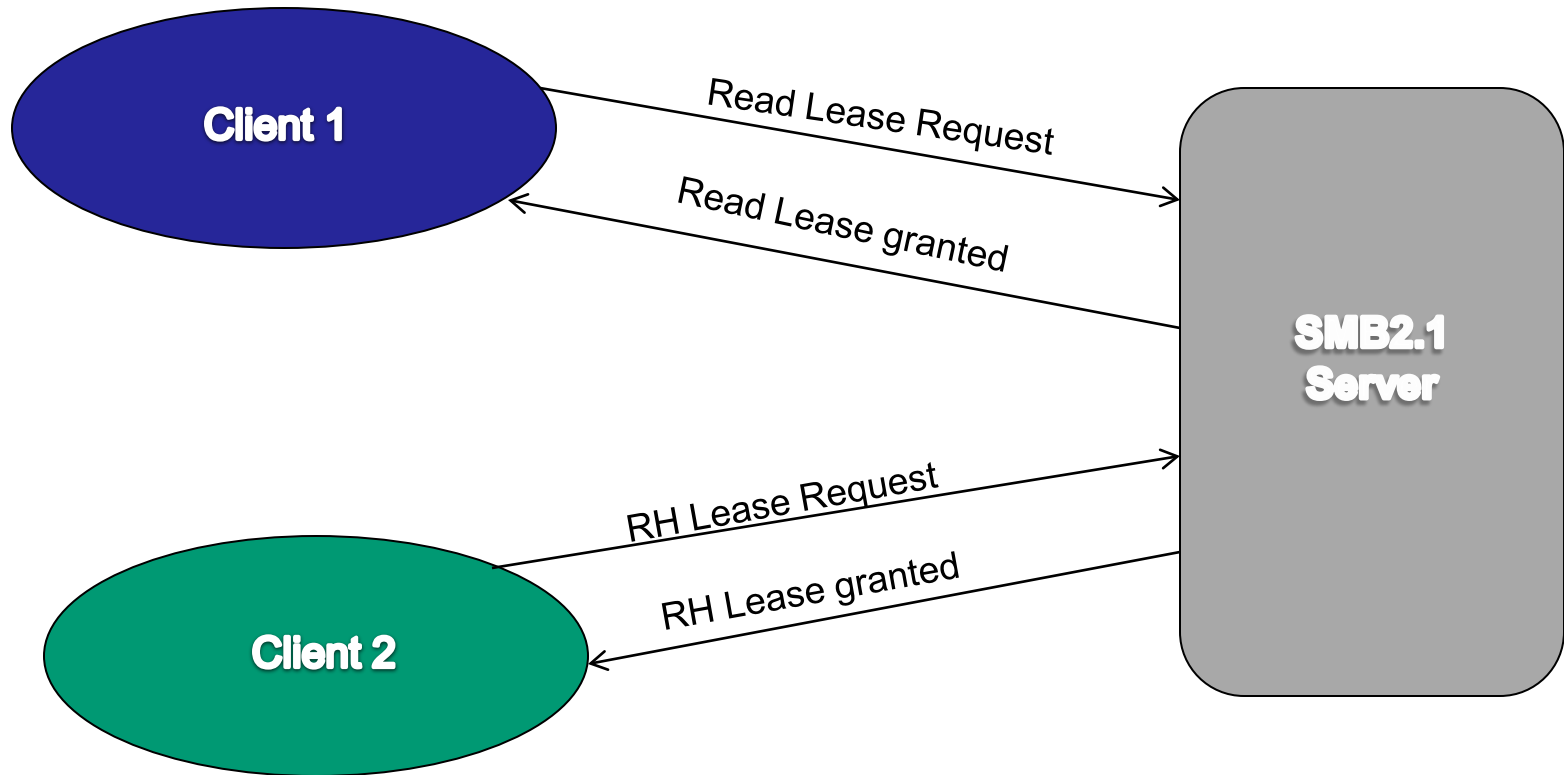 Client 1
Read Lease Request
Read Lease granted
SMB2.1
Server
RH Lease Request
RH Lease granted
Client 2